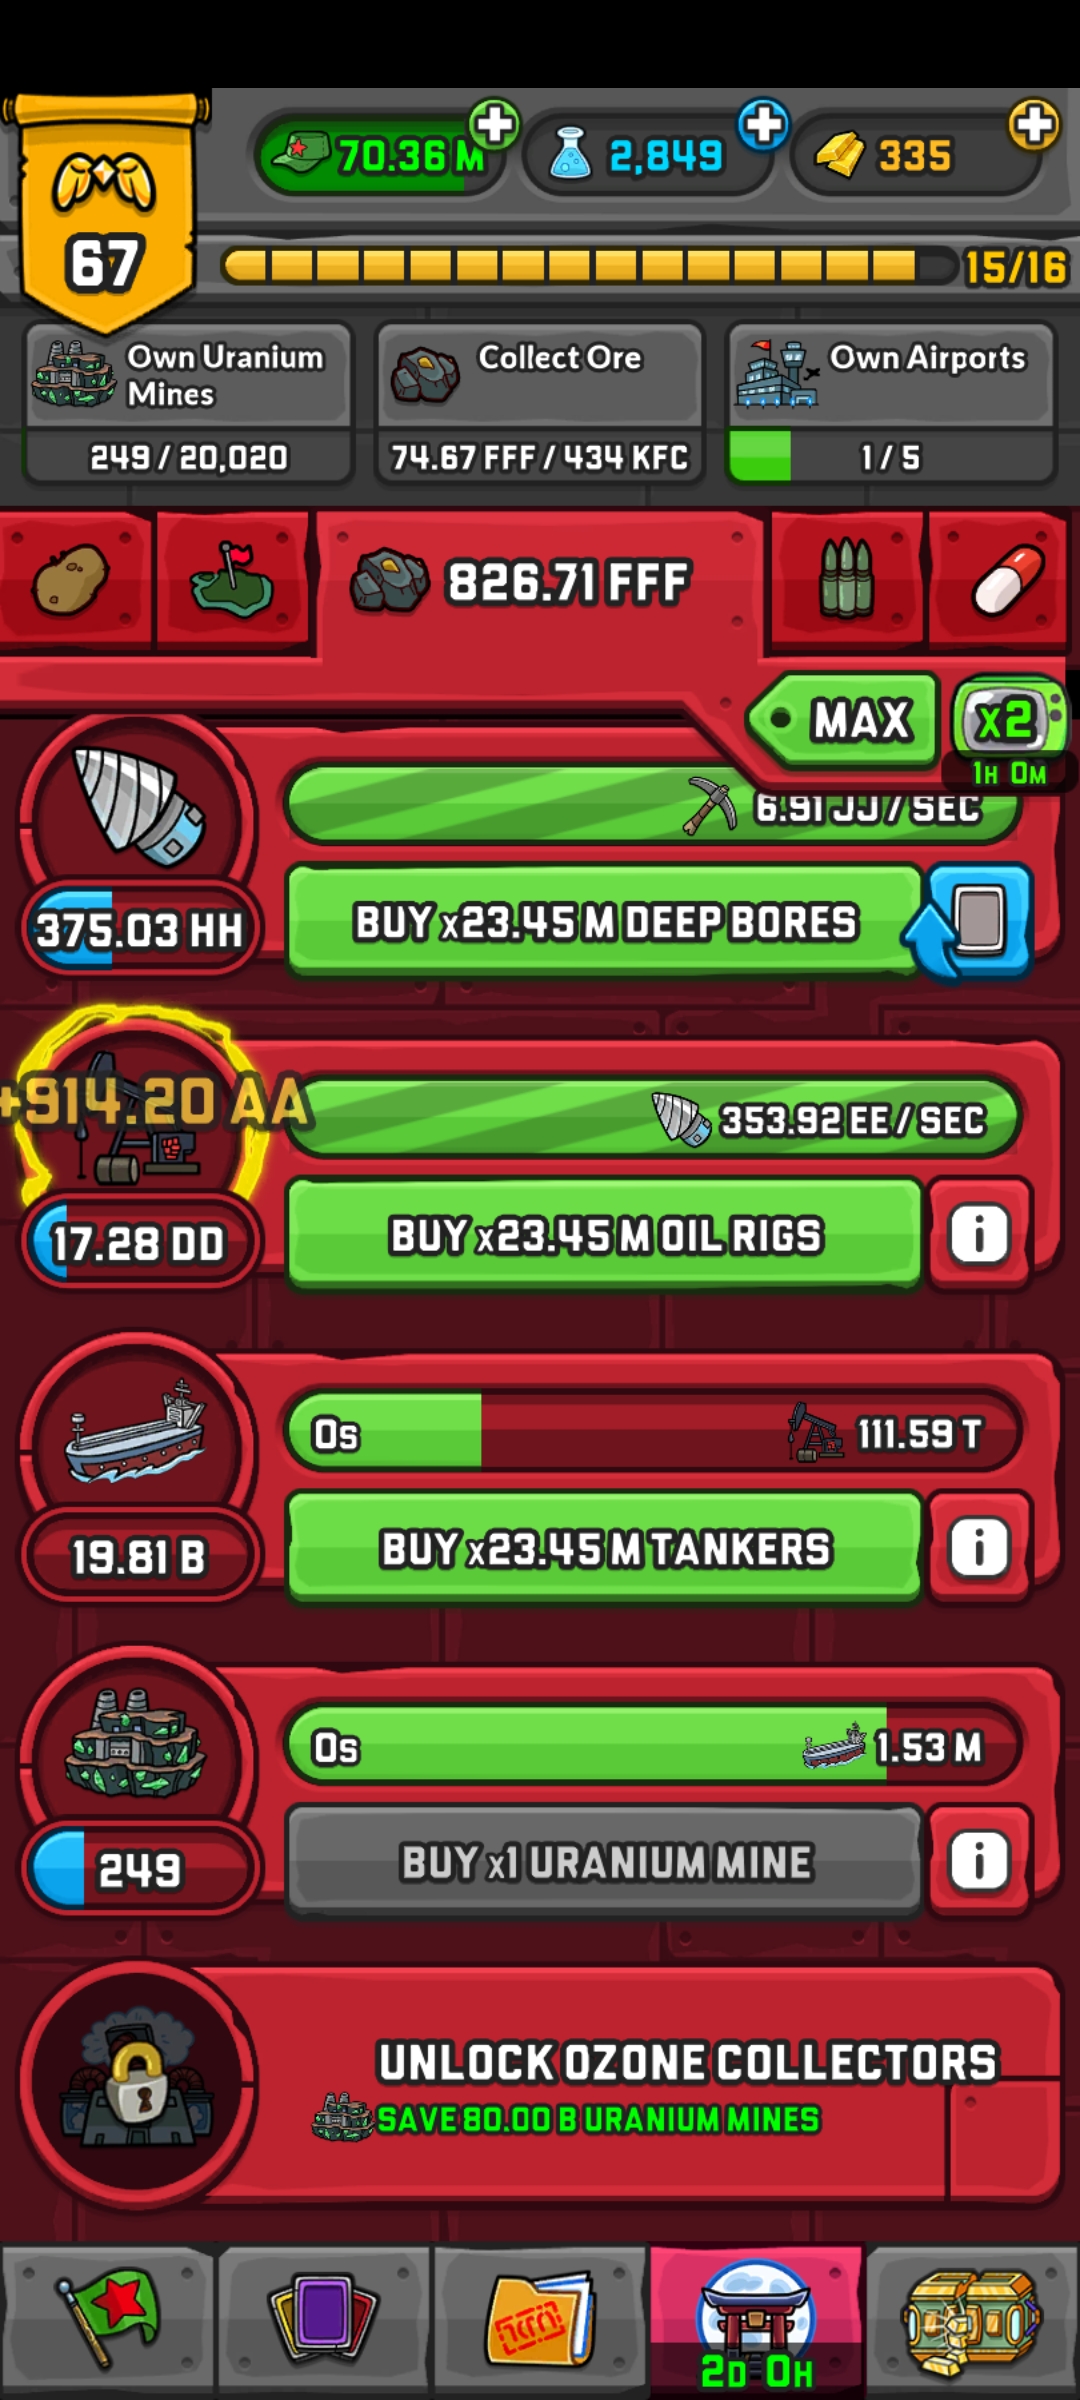 70.36 M
2,849
335
67
15/16
Own Uranium
Mines
249 / 20,020
Collect Ore
74.67 FFF / 434 KFC
Own Airports
1 / 5
826.71 FFF
MAX
x2
1H 0M
6.91 JJ / SEC
375.03 HH
BUY x23.45 M DEEP BORES
+914.20 AA
353.92 EE / SEC
17.28 DD
BUY x23.45 M OIL RIGS
i
0s
111.59 T
19.81 B
BUY x23.45 M TANKERS
i
0s
1.53 M
249
BUY x1 URANIUM MINE
i
UNLOCK OZONE COLLECTORS
SAVE 80.00 B URANIUM MINES
2D 0H